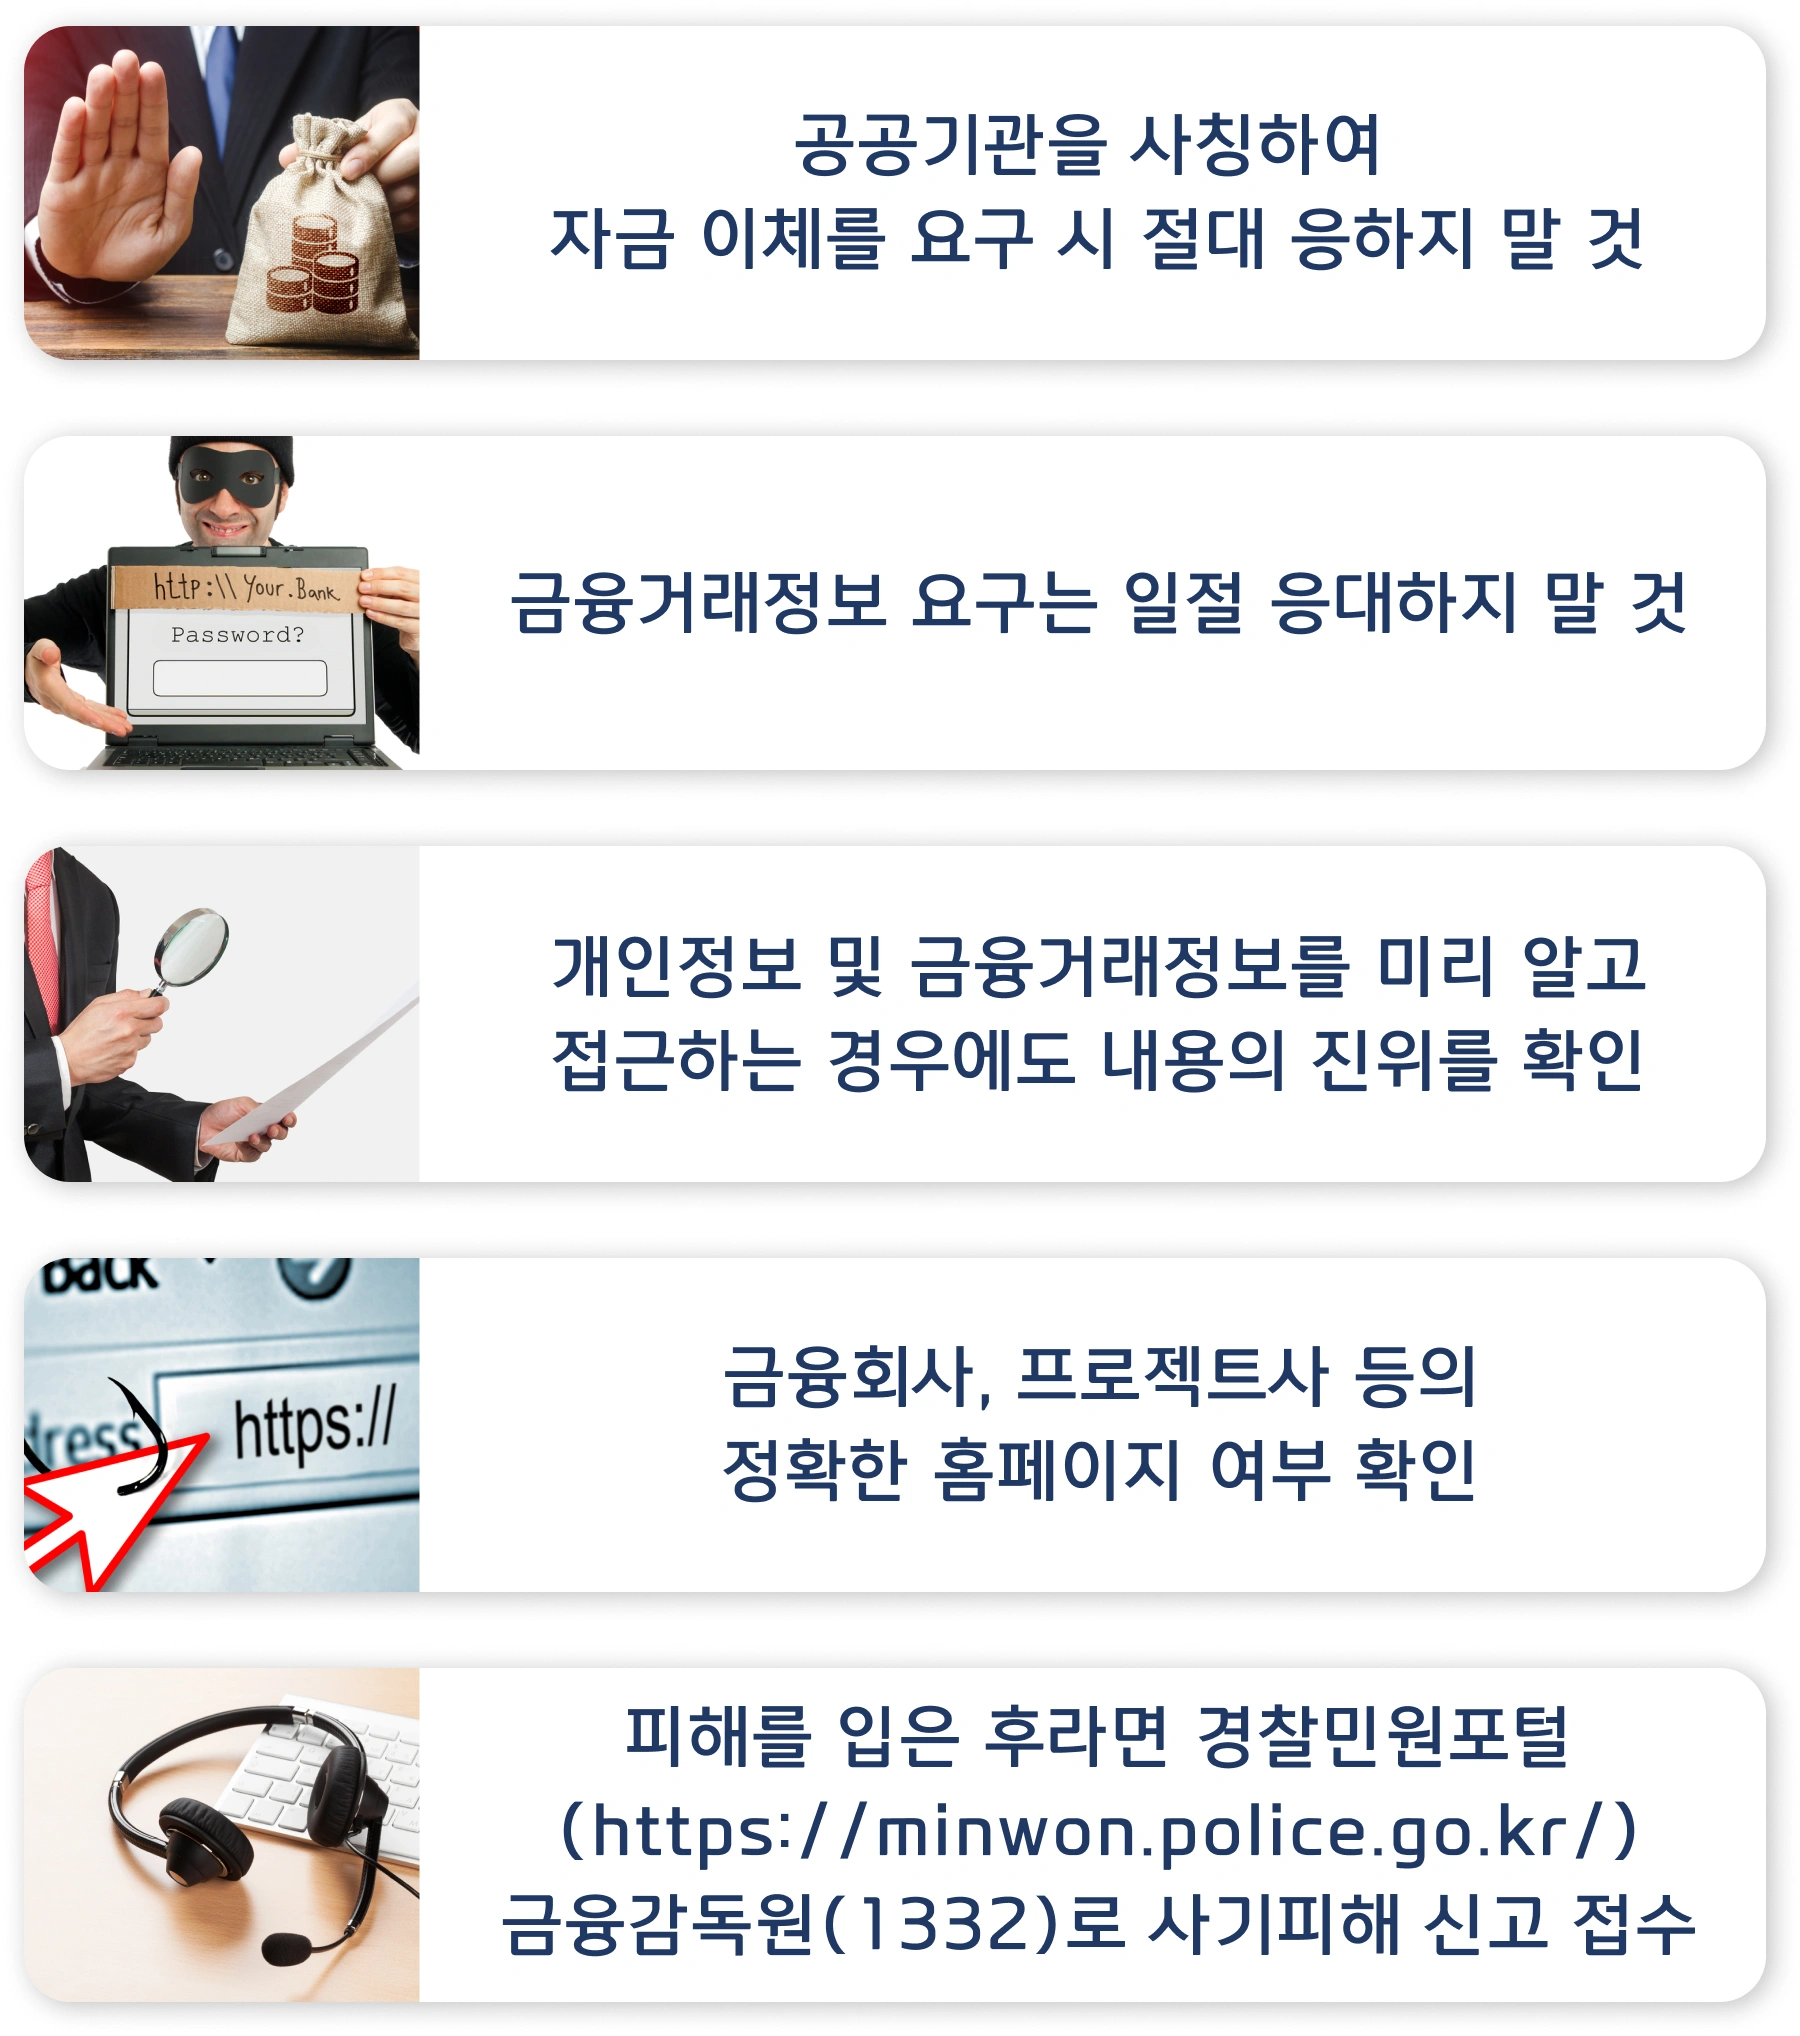 공공기관을 사칭하여
자금 이체를 요구 시 절대 응하지 말 것
http:\\Your.Bank
Password?
금융거래정보 요구는 일절 응대하지 말 것
개인정보 및 금융거래정보를 미리 알고
접근하는 경우에도 내용의 진위를 확인
Back
dress
https://
금융회사, 프로젝트사 등의
정확한 홈페이지 여부 확인
피해를 입은 후라면 경찰민원포털
(https://minwon.police.go.kr/)
금융감독원(1332)로 사기피해 신고 접수